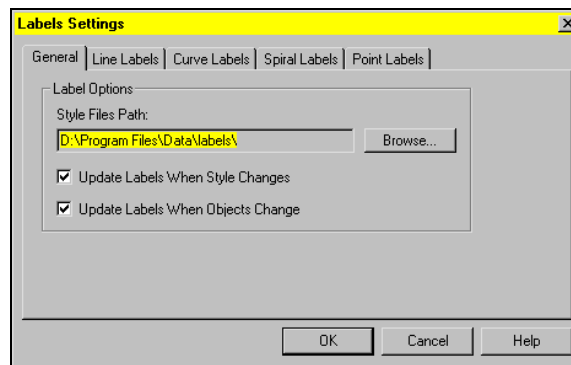 Labels Settings
General Line Labels Curve Labels Spiral Labels Point Labels
Label Options
Style Files Path:
D:\Program Files\Data\labels\ Browse...
Update Labels When Style Changes
Update Labels When Objects Change
OK Cancel Help